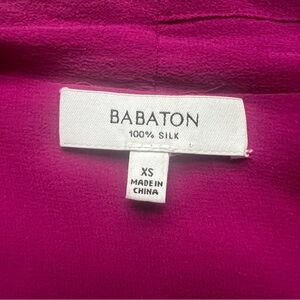 BABATON
100% SILK
XS
MADE IN
CHINA